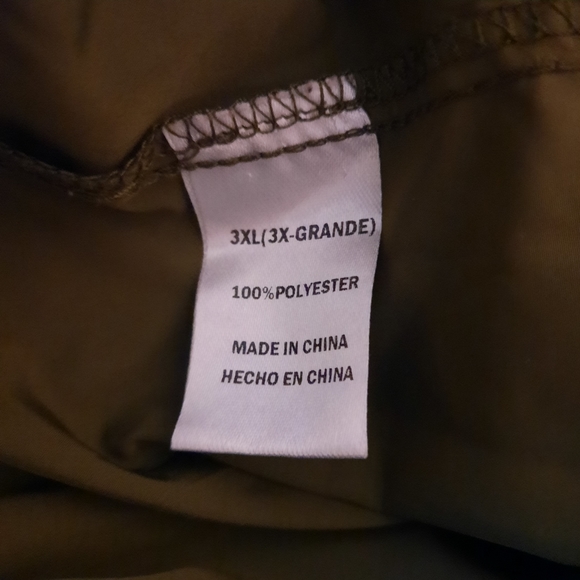 3XL(3X-GRANDE)
100%POLYESTER
MADE IN CHINA
HECHO EN CHINA